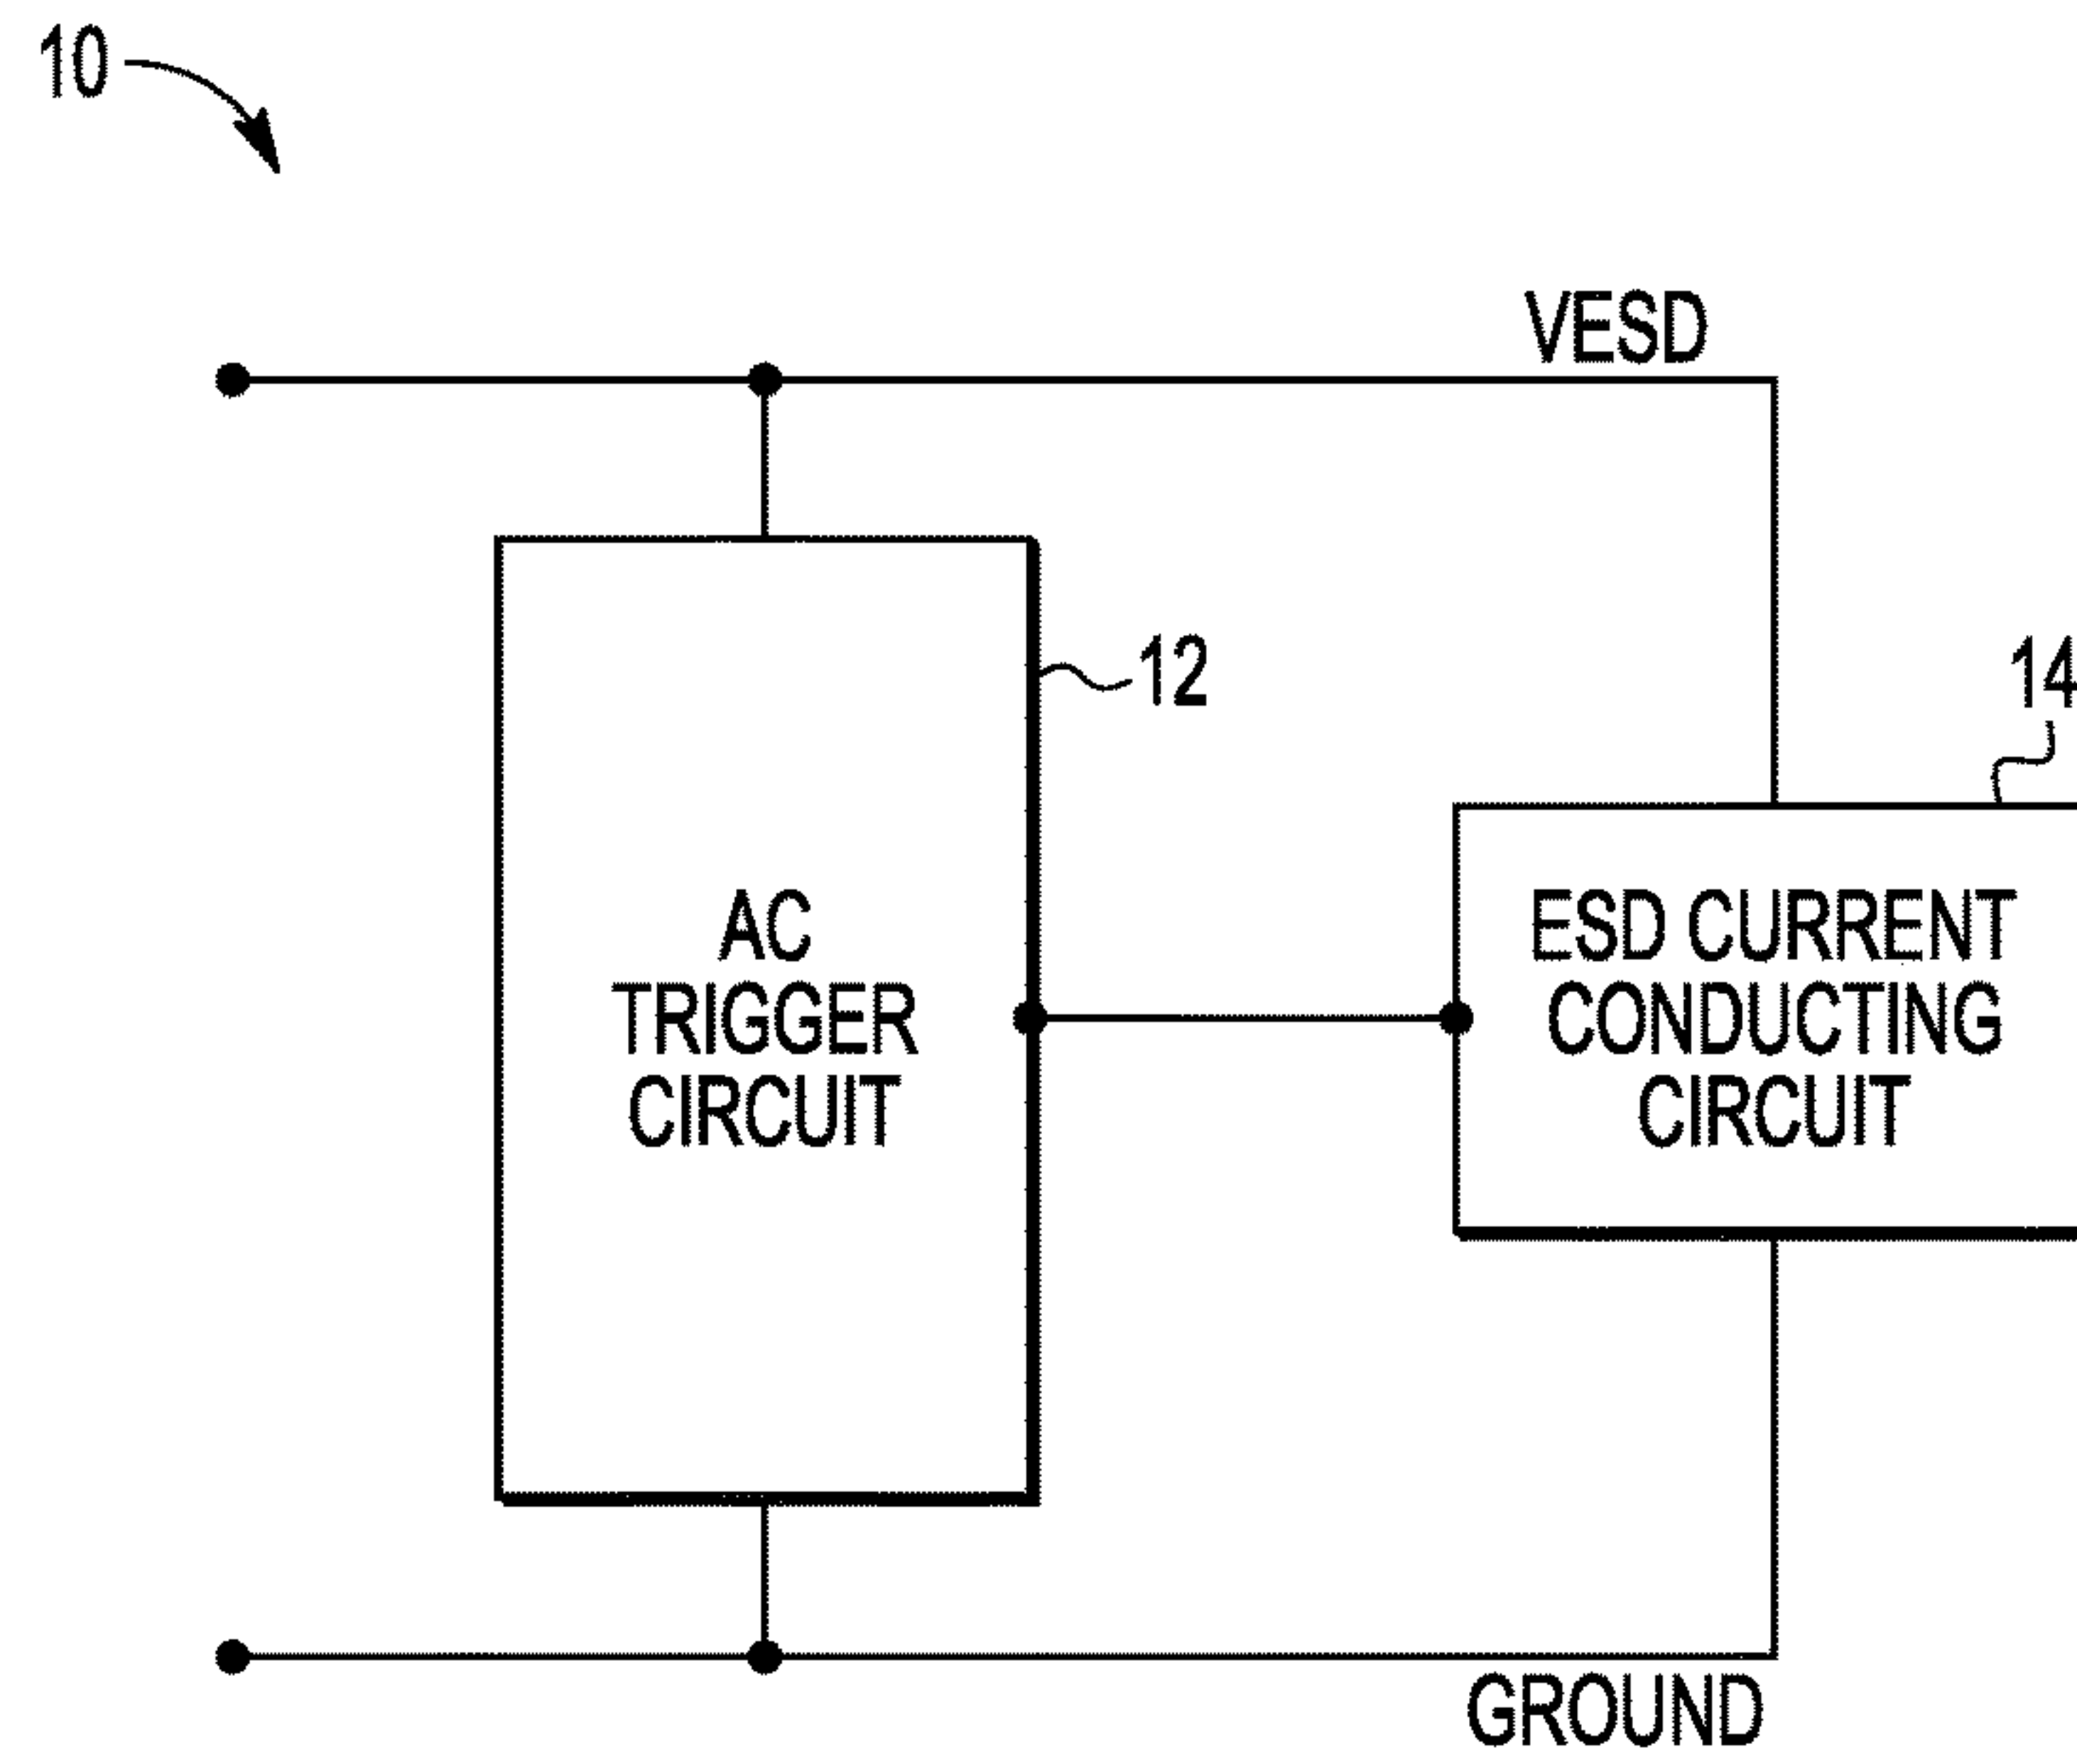 10
VESD
12
14
AC
TRIGGER
CIRCUIT
ESD CURRENT
CONDUCTING
CIRCUIT
GROUND